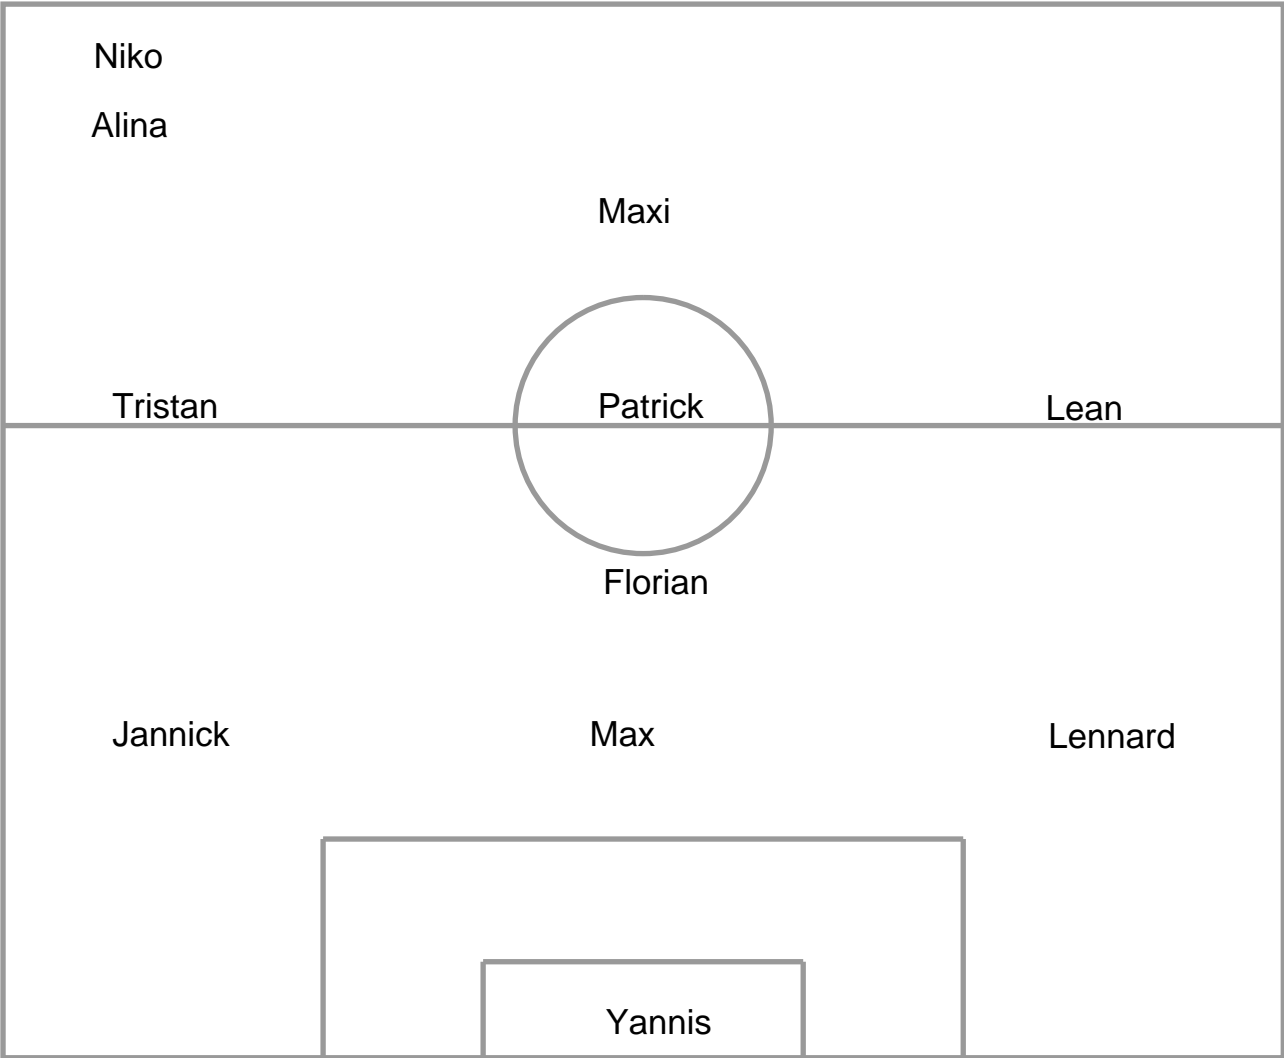 Niko
Alina
Maxi
Tristan Patrick Lean
Florian
Jannick Max Lennard
Yannis